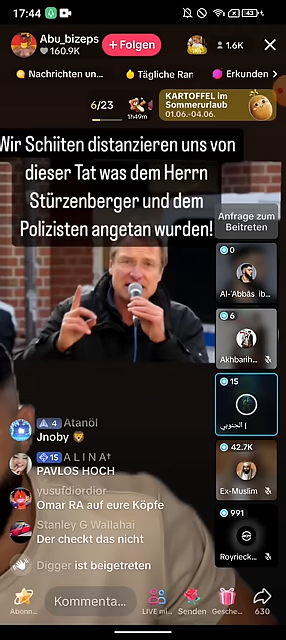 17:44
43
Abu_bizeps
160.9K
+ Folgen
1.6K
Nachrichten un...
Tägliche Ran
Erkunden >
6/23
1h49m
KARTOFFEL im
Sommerurlaub
01.06.-04.06.
Wir Schiiten distanzieren uns von
dieser Tat was dem Herrn
Stürzenberger und dem
Polizisten angetan wurden!
Anfrage zum
Beitreten
0
Al-'Abbâs ib...
6
Akhbarih...
15
الجنوبي |
42.7K
Ex-Muslim
991
Royrieck...
4 Atanöl
Jnoby
15 A L I N A
PAVLOS HOCH
yusufdiordior
Omar RA auf eure Köpfe
Stanley G Wallahai
Der checkt das nicht
Digger ist beigetreten
Abonn...
Kommenta...
LIVE mi...
Senden
Gesche...
630